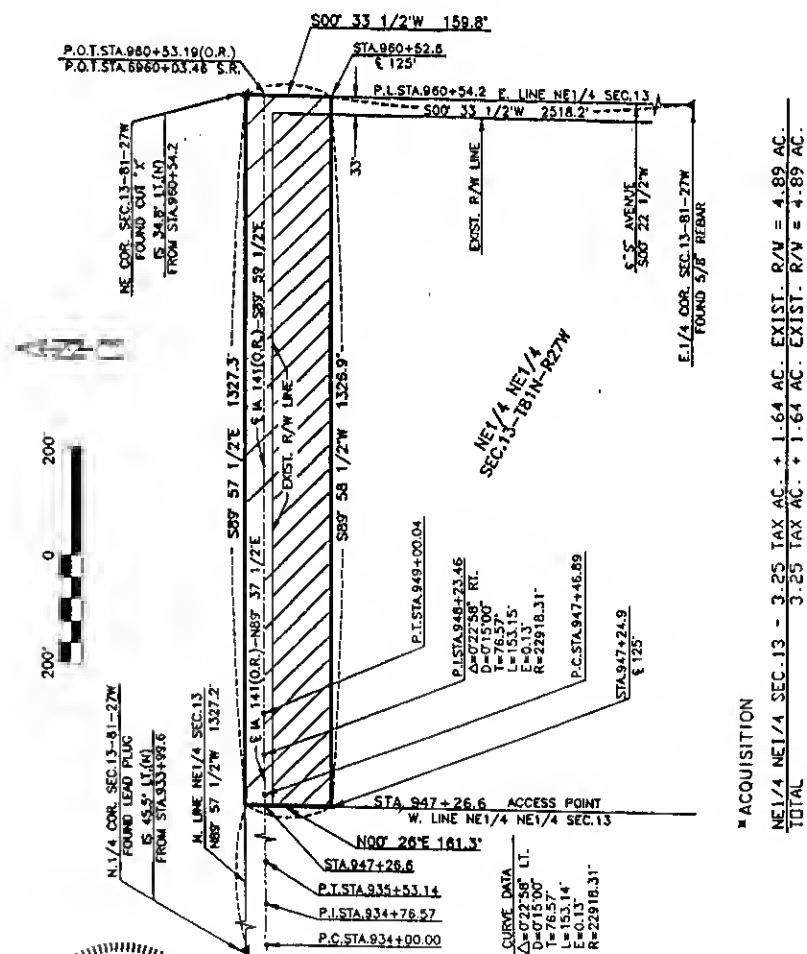 S00° 33 1/2'W 159.8'
P.O.T.STA.960+53.19(O.R.)
P.O.T.STA.6960+03.46 S.R.
STA.960+52.6
℄ 125'
P.L.STA.960+54.2 E. LINE NE1/4 SEC.13
S00° 33 1/2'W 2518.2'
33'
EXIST. R/W LINE
℄ "S" AVENUE
S00° 22 1/2'W
E.1/4 COR. SEC.13-81-27W
FOUND 5/8" REBAR
NE COR. SEC.13-81-27W
FOUND CUT "X"
IS 34.8' LT.(N)
FROM STA.960+54.2
S89° 57 1/2'E 1327.3'
℄ IA 141(O.R.)-S89° 59 1/2'E
EXIST. R/W LINE
S89° 58 1/2'W 1326.9'
℄ IA 141(O.R.)-N89° 37 1/2'E
NE1/4 NE1/4
SEC.13-T81N-R27W
200' 0 200'
P.T.STA.949+00.04
P.I.STA.948+23.46
Δ=0°22'58" RT.
D=0°15'00"
T=76.57'
L=153.15'
E=0.13'
R=22918.31'
P.C.STA.947+46.89
STA.947+24.9
℄ 125'
N.1/4 COR. SEC.13-81-27W
FOUND LEAD PLUG
IS 45.5' LT.(N)
FROM STA.933+99.6
N. LINE NE1/4 SEC.13
N89° 57 1/2'W 1327.2'
STA. 947+26.6 ACCESS POINT
W. LINE NE1/4 NE1/4 SEC.13
N00° 26'E 161.3'
STA.947+26.6
P.T.STA.935+53.14
P.I.STA.934+76.57
P.C.STA.934+00.00
CURVE DATA
Δ=0°22'58" LT.
D=0°15'00"
T=76.57'
L=153.14'
E=0.13'
R=22918.31'
*ACQUISITION
NE1/4 NE1/4 SEC.13 - 3.25 TAX AC. + 1.64 AC. EXIST. R/W = 4.89 AC.
TOTAL 3.25 TAX AC. + 1.64 AC. EXIST. R/W = 4.89 AC.